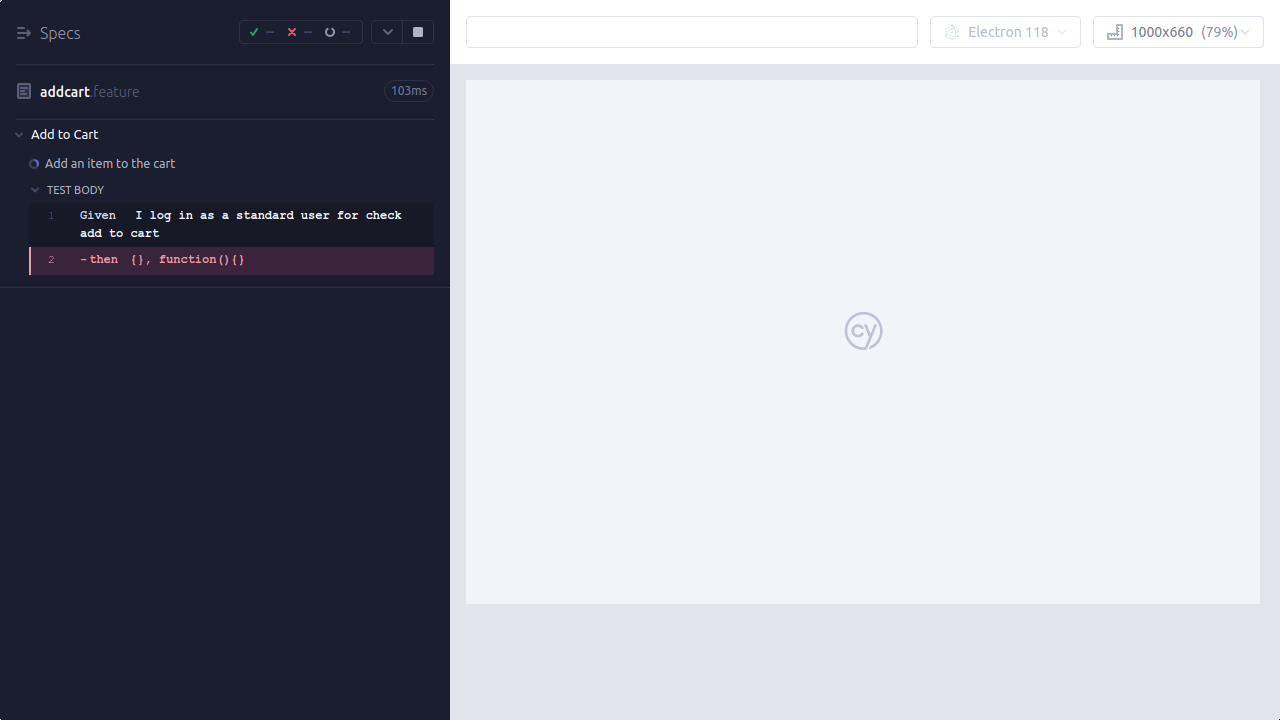 Specs
-- -- --
addcart.feature 103ms
Add to Cart
Add an item to the cart
TEST BODY
1 Given I log in as a standard user for check
add to cart
2 -then {}, function(){}
Electron 118
1000x660 (79%)
cy